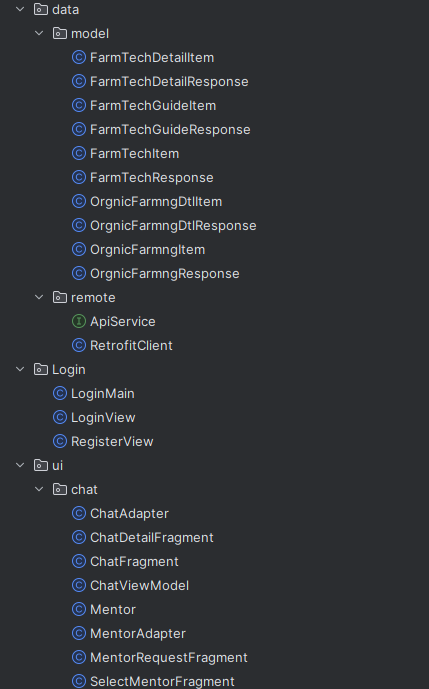 data
model
FarmTechDetailItem
FarmTechDetailResponse
FarmTechGuideItem
FarmTechGuideResponse
FarmTechItem
FarmTechResponse
OrgnicFarmngDtlItem
OrgnicFarmngDtlResponse
OrgnicFarmngItem
OrgnicFarmngResponse
remote
ApiService
RetrofitClient
Login
LoginMain
LoginView
RegisterView
ui
chat
ChatAdapter
ChatDetailFragment
ChatFragment
ChatViewModel
Mentor
MentorAdapter
MentorRequestFragment
SelectMentorFragment